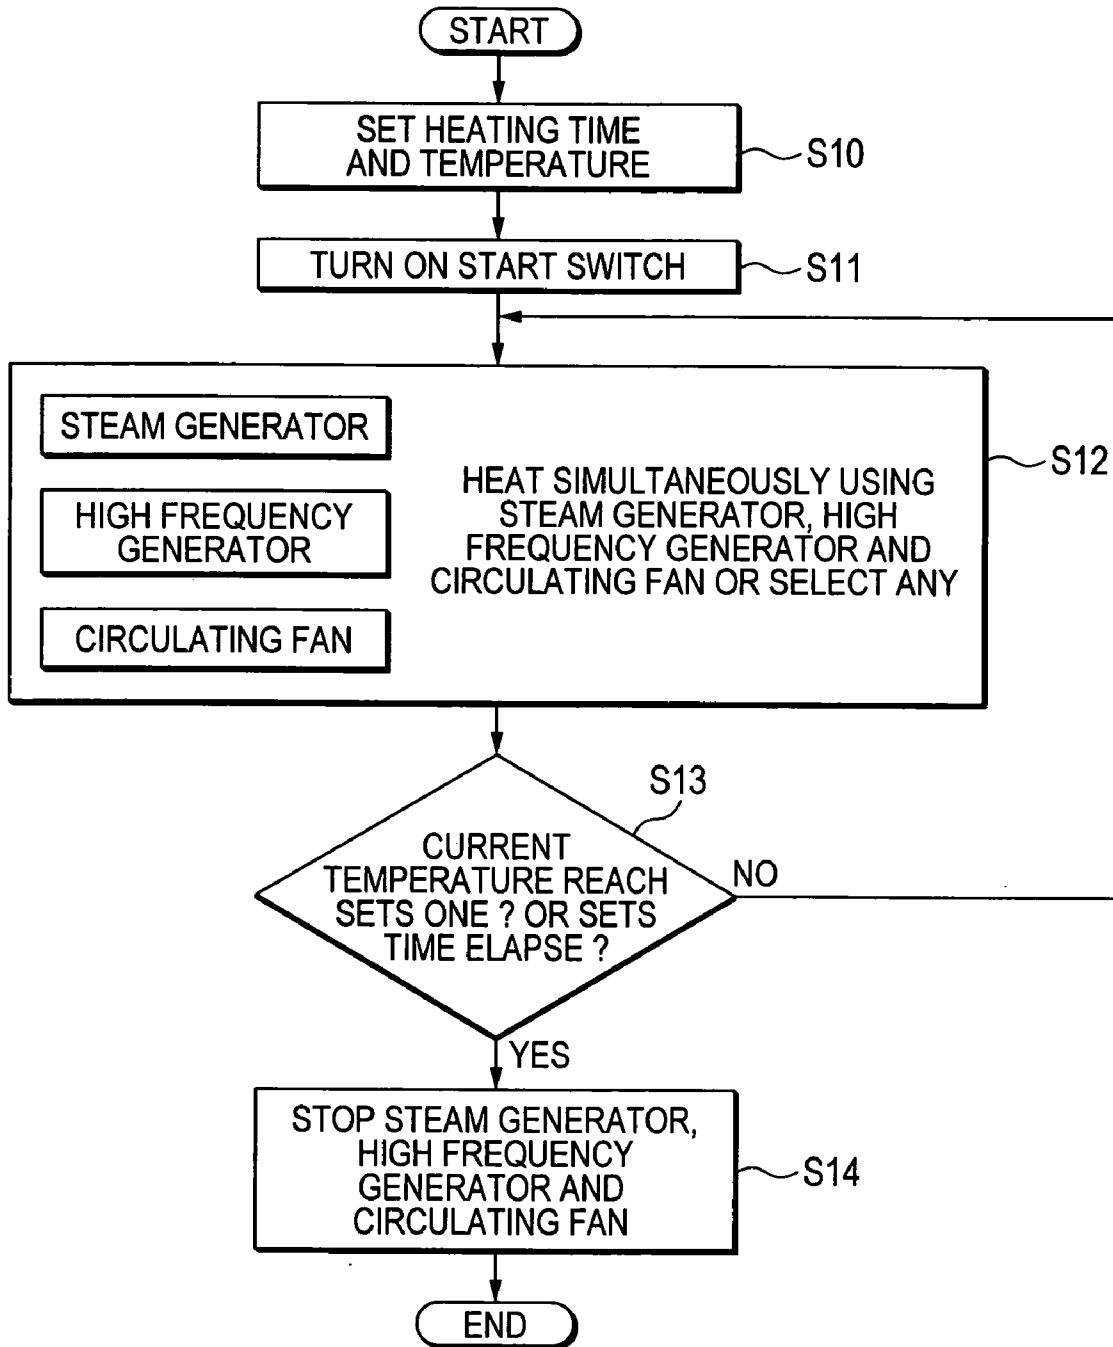 START
SET HEATING TIME
AND TEMPERATURE
S10
TURN ON START SWITCH
S11
STEAM GENERATOR
HIGH FREQUENCY
GENERATOR
CIRCULATING FAN
HEAT SIMULTANEOUSLY USING
STEAM GENERATOR, HIGH
FREQUENCY GENERATOR AND
CIRCULATING FAN OR SELECT ANY
S12
S13
CURRENT
TEMPERATURE REACH
SETS ONE ? OR SETS
TIME ELAPSE ?
NO
YES
STOP STEAM GENERATOR,
HIGH FREQUENCY
GENERATOR AND
CIRCULATING FAN
S14
END